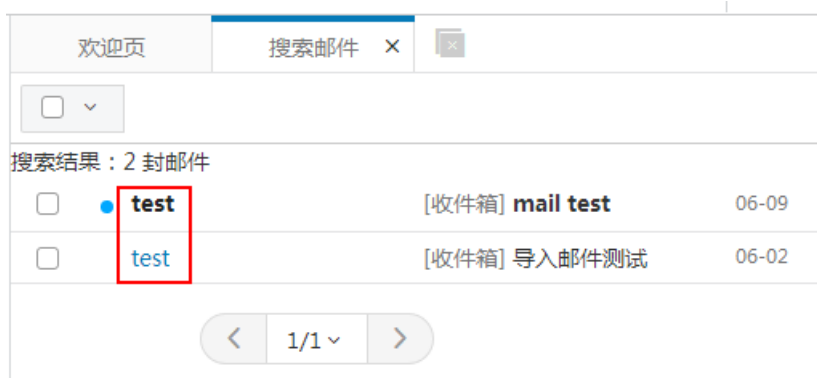 欢迎页 搜索邮件 ×
搜索结果：2 封邮件
test [收件箱] mail test 06-09
test [收件箱] 导入邮件测试 06-02
1/1